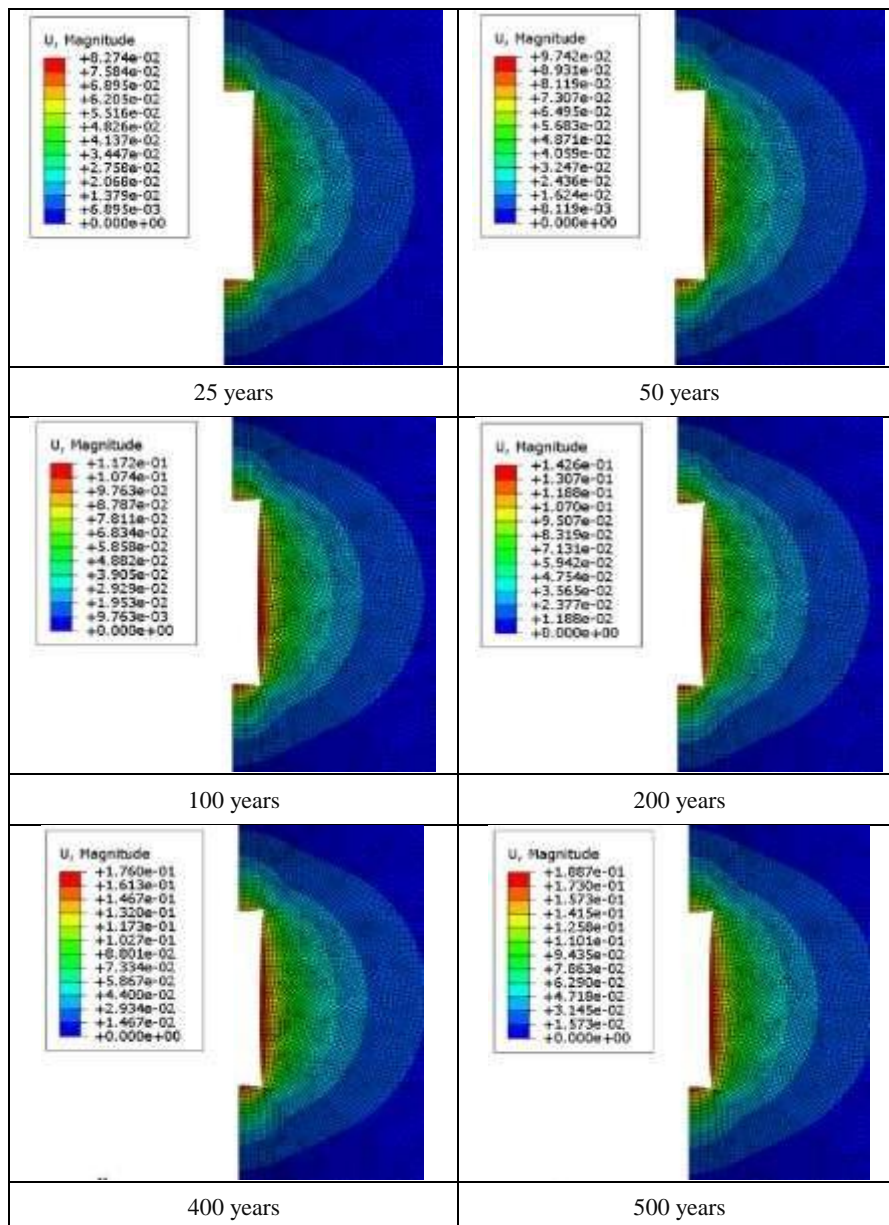 U, Magnitude
+8.274e-02
+7.584e-02
+6.895e-02
+6.205e-02
+5.516e-02
+4.826e-02
+4.137e-02
+3.447e-02
+2.758e-02
+2.068e-02
+1.379e-02
+6.895e-03
+0.000e+00
25 years
U, Magnitude
+9.742e-02
+8.931e-02
+8.119e-02
+7.307e-02
+6.495e-02
+5.683e-02
+4.871e-02
+4.059e-02
+3.247e-02
+2.436e-02
+1.624e-02
+8.119e-03
+0.000e+00
50 years
U, Magnitude
+1.172e-01
+1.074e-01
+9.763e-02
+8.787e-02
+7.811e-02
+6.834e-02
+5.858e-02
+4.882e-02
+3.905e-02
+2.929e-02
+1.953e-02
+9.763e-03
+0.000e+00
100 years
U, Magnitude
+1.426e-01
+1.307e-01
+1.188e-01
+1.070e-01
+9.507e-02
+8.319e-02
+7.131e-02
+5.942e-02
+4.754e-02
+3.565e-02
+2.377e-02
+1.188e-02
+0.000e+00
200 years
U, Magnitude
+1.760e-01
+1.613e-01
+1.467e-01
+1.320e-01
+1.173e-01
+1.027e-01
+8.801e-02
+7.334e-02
+5.867e-02
+4.400e-02
+2.934e-02
+1.467e-02
+0.000e+00
400 years
U, Magnitude
+1.887e-01
+1.730e-01
+1.573e-01
+1.415e-01
+1.258e-01
+1.101e-01
+9.435e-02
+7.863e-02
+6.290e-02
+4.718e-02
+3.145e-02
+1.573e-02
+0.000e+00
500 years